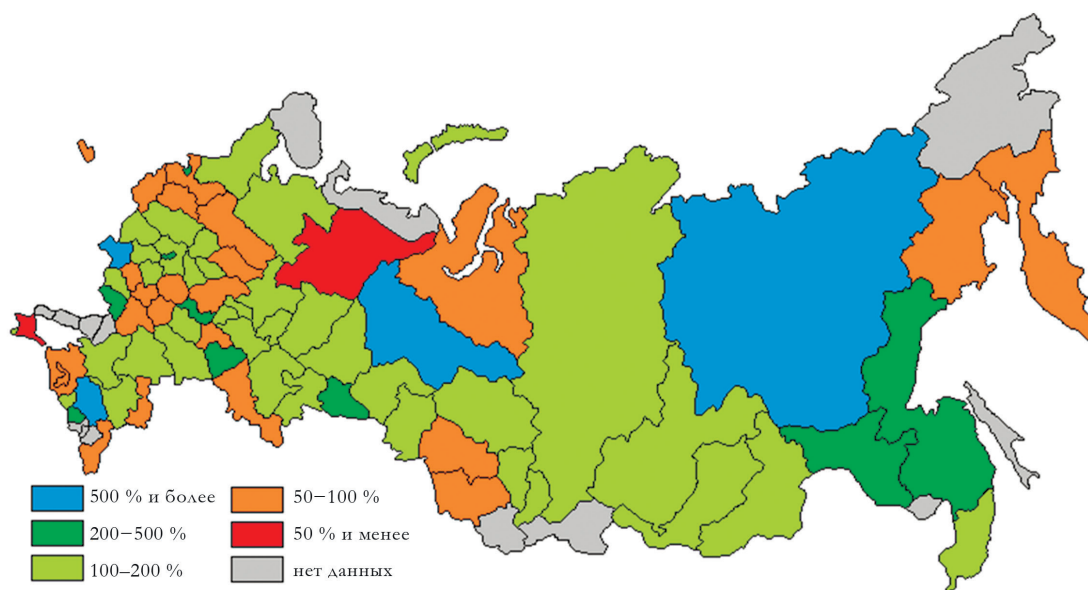 500 % и более
200–500 %
100–200 %
50–100 %
50 % и менее
нет данных